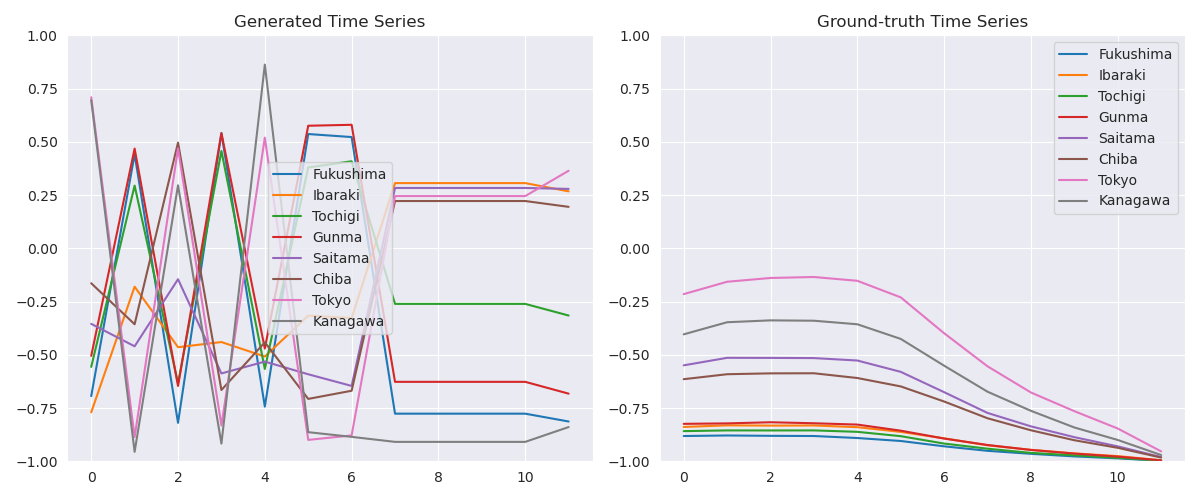 Generated Time Series
1.00
0.75
0.50
0.25
0.00
−0.25
−0.50
−0.75
−1.00
0 2 4 6 8 10
Fukushima
Ibaraki
Tochigi
Gunma
Saitama
Chiba
Tokyo
Kanagawa
Ground-truth Time Series
1.00
0.75
0.50
0.25
0.00
−0.25
−0.50
−0.75
−1.00
0 2 4 6 8 10
Fukushima
Ibaraki
Tochigi
Gunma
Saitama
Chiba
Tokyo
Kanagawa